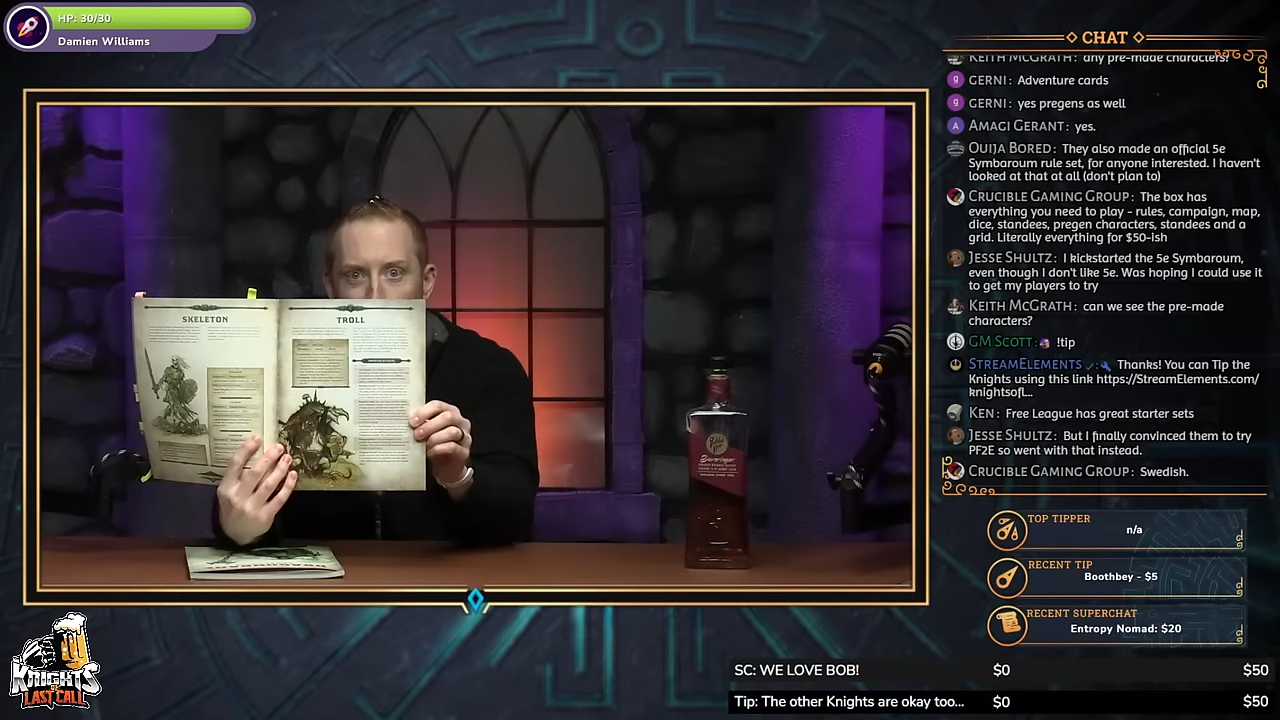 HP: 30/30
Damien Williams
CHAT
KEITH MCGRATH: any pre-made characters?
g GERNI: Adventure cards
g GERNI: yes pregens as well
A AMAGI GERANT: yes.
OUIJA BORED: They also made an official 5e
Symbaroum rule set, for anyone interested. I haven't
looked at that at all (don't plan to)
CRUCIBLE GAMING GROUP: The box has
everything you need to play - rules, campaign, map,
dice, standees, pregen characters, standees and a
grid. Literally everything for $50-ish
JESSE SHULTZ: I kickstarted the 5e Symbaroum,
even though I don't like 5e. Was hoping I could use it
to get my players to try
KEITH MCGRATH: can we see the pre-made
characters?
GM SCOTT: !tip
STREAMELEMENTS: Thanks! You can Tip the
Knights using this link https://StreamElements.com/
knightsofl...
KEN: Free League has great starter sets
JESSE SHULTZ: But I finally convinced them to try
PF2E so went with that instead.
CRUCIBLE GAMING GROUP: Swedish.
SKELETON
TROLL
TOP TIPPER
n/a
RECENT TIP
Boothbey - $5
RECENT SUPERCHAT
Entropy Nomad: $20
KNIGHTS
LAST CALL
SC: WE LOVE BOB! $0 $50
Tip: The other Knights are okay too... $0 $50